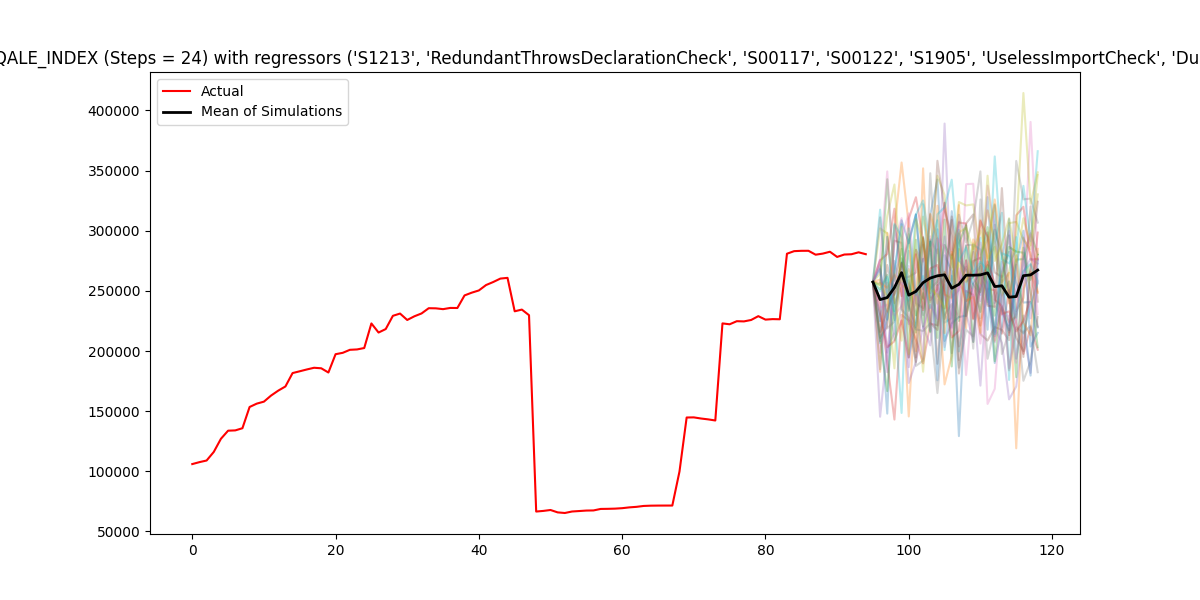 QALE_INDEX (Steps = 24) with regressors ('S1213', 'RedundantThrowsDeclarationCheck', 'S00117', 'S00122', 'S1905', 'UselessImportCheck', 'Du
Actual
Mean of Simulations
400000
350000
300000
250000
200000
150000
100000
50000
0 20 40 60 80 100 120